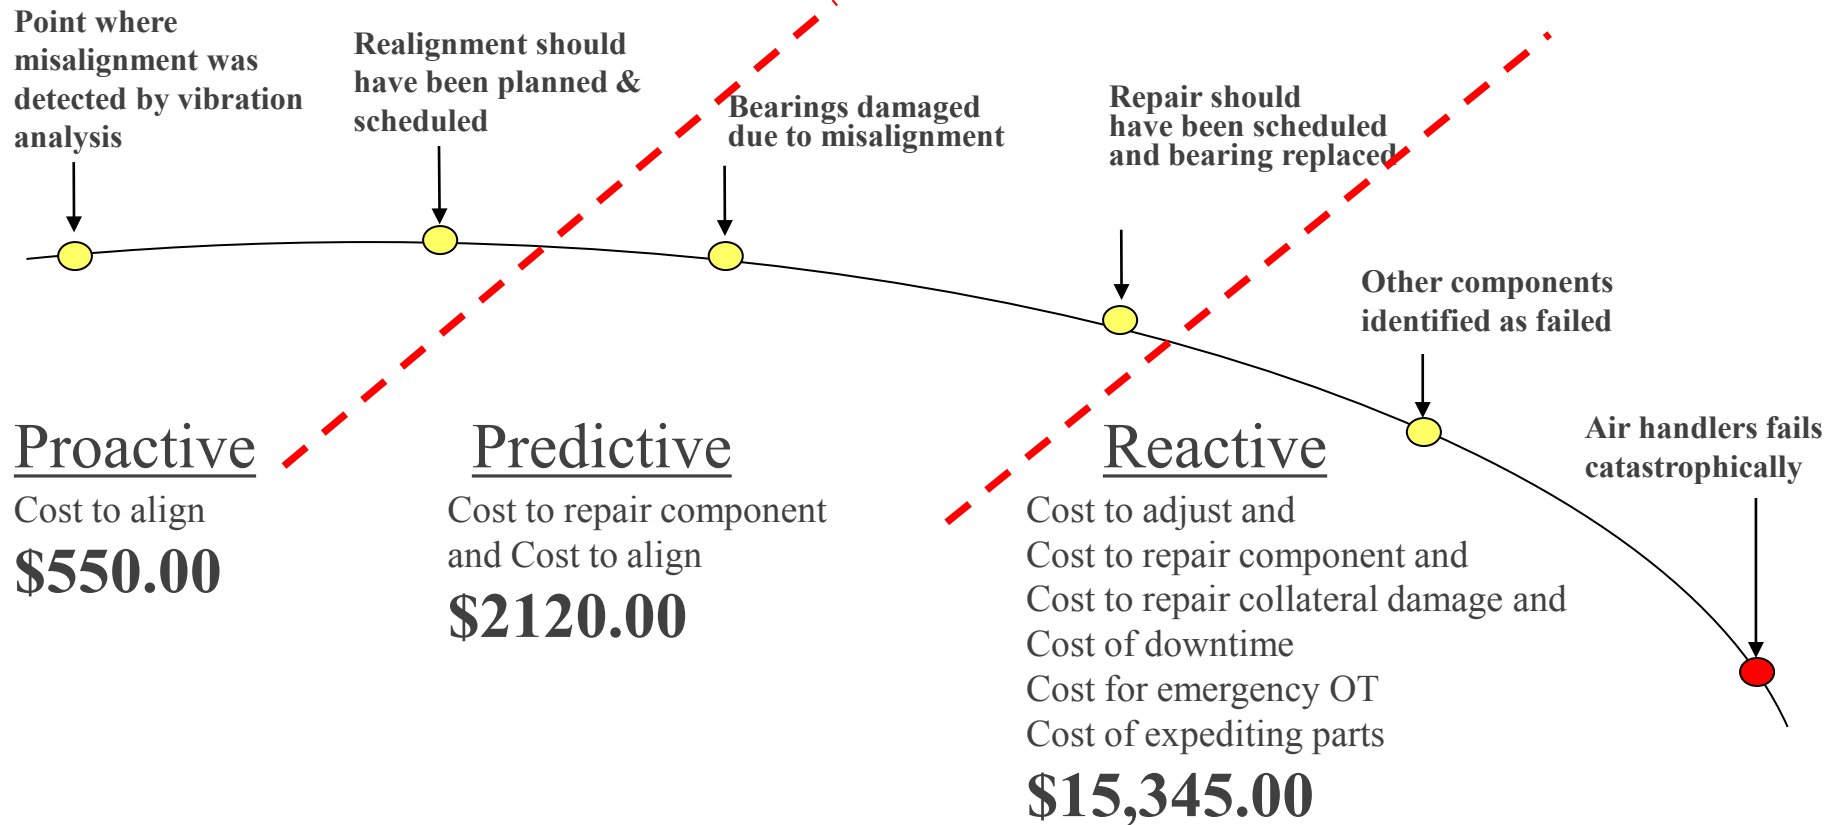 Point where
misalignment was
detected by vibration
analysis
Realignment should
have been planned &
scheduled
Bearings damaged
due to misalignment
Repair should
have been scheduled
and bearing replaced
Other components
identified as failed
Air handlers fails
catastrophically
Proactive
Cost to align
$550.00
Predictive
Cost to repair component
and Cost to align
$2120.00
Reactive
Cost to adjust and
Cost to repair component and
Cost to repair collateral damage and
Cost of downtime
Cost for emergency OT
Cost of expediting parts
$15,345.00